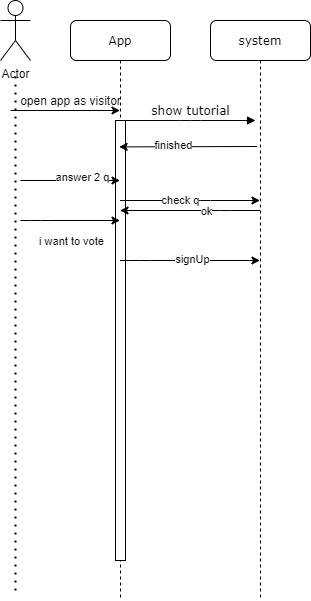 App
system
Actor
open app as visitor
show tutorial
finished
answer 2 q
check q
ok
i want to vote
signUp